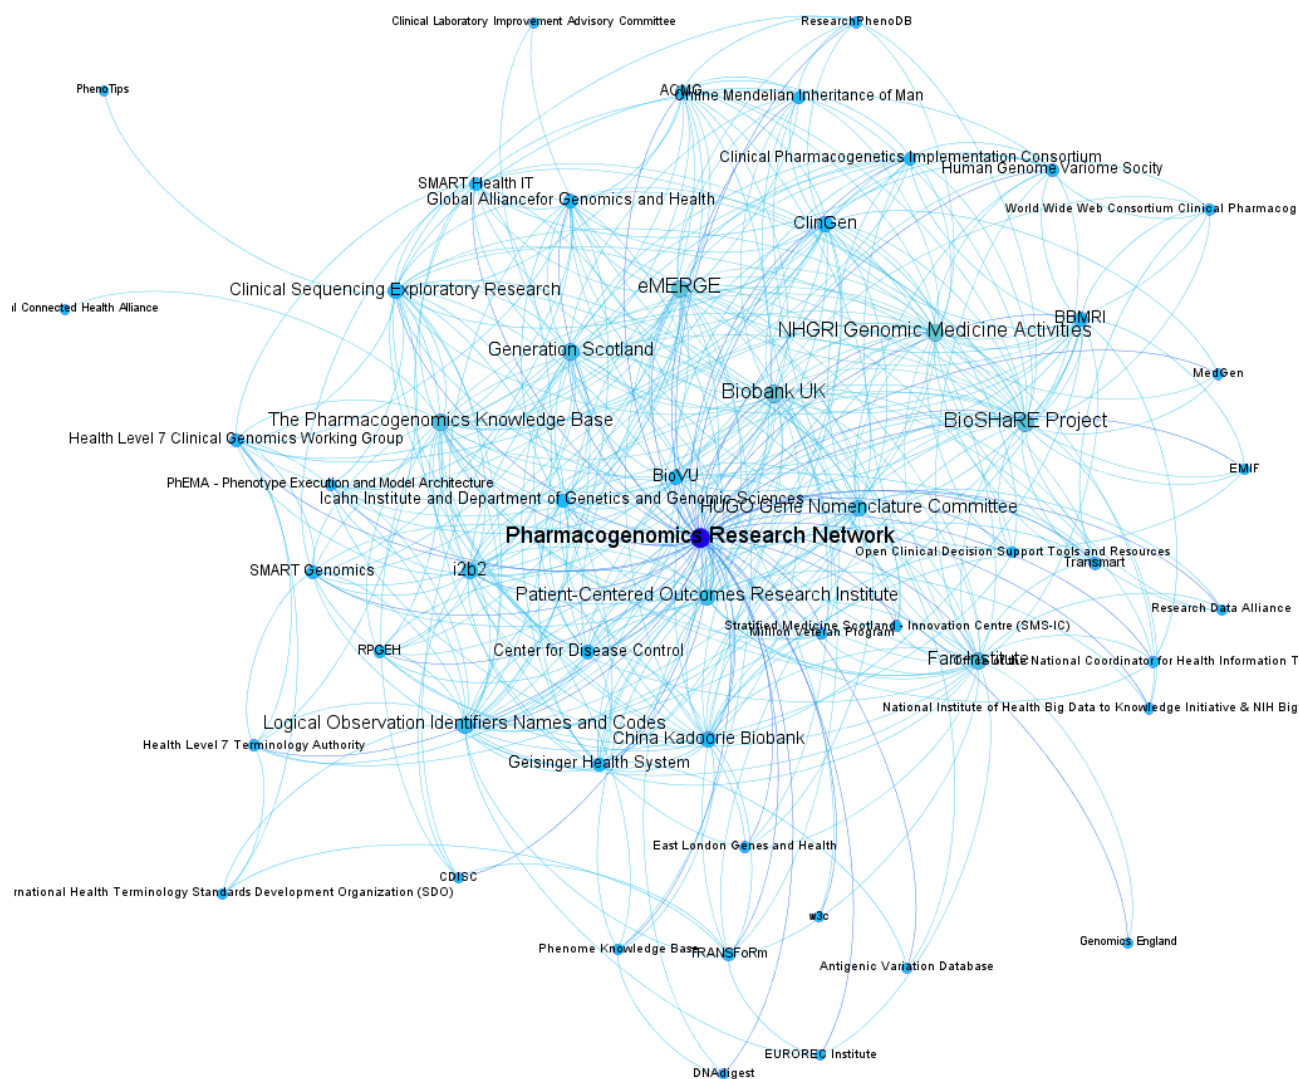 Clinical Laboratory Improvement Advisory Committee
ResearchPhenoDB
PhenoTips
ACMG
Online Mendelian Inheritance of Man
Clinical Pharmacogenetics Implementation Consortium
Human Genome Variome Socity
SMART Health IT
Global Alliancefor Genomics and Health
World Wide Web Consortium Clinical Pharmacog
ClinGen
Clinical Sequencing Exploratory Research
eMERGE
l Connected Health Alliance
BBMRI
NHGRI Genomic Medicine Activities
Generation Scotland
MedGen
Biobank UK
The Pharmacogenomics Knowledge Base
BioSHaRE Project
Health Level 7 Clinical Genomics Working Group
EMIF
BioVU
PhEMA - Phenotype Execution and Model Architecture
Icahn Institute and Department of Genetics and Genomic Sciences
HUGO Gene Nomenclature Committee
Pharmacogenomics Research Network
Open Clinical Decision Support Tools and Resources
Transmart
SMART Genomics
i2b2
Patient-Centered Outcomes Research Institute
Research Data Alliance
Stratified Medicine Scotland - Innovation Centre (SMS-IC)
Million Veteran Program
RPGEH
Center for Disease Control
Farr Institute
Office of the National Coordinator for Health Information T
National Institute of Health Big Data to Knowledge Initiative & NIH Big
Logical Observation Identifiers Names and Codes
China Kadoorie Biobank
Health Level 7 Terminology Authority
Geisinger Health System
East London Genes and Health
CDISC
rnational Health Terminology Standards Development Organization (SDO)
w3c
Genomics England
Phenome Knowledge Base
TRANSFoRm
Antigenic Variation Database
EUROREC Institute
DNAdigest